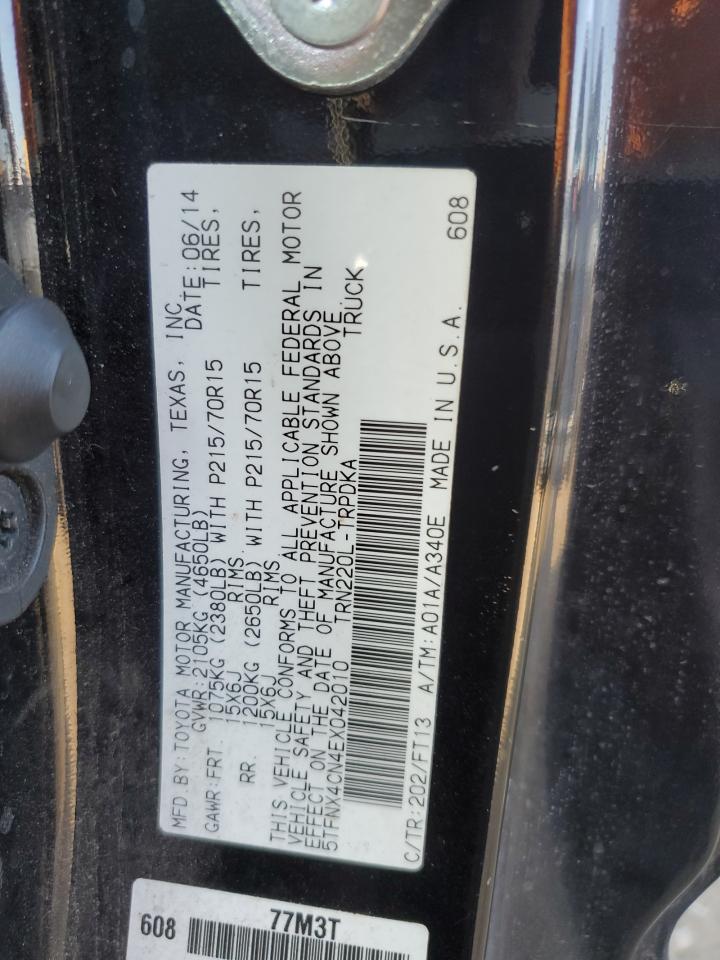 MFD.BY:TOYOTA MOTOR MANUFACTURING, TEXAS, INC.
GVWR:2105KG (4650LB) DATE:06/14
GAWR:FRT. 1075KG (2380LB) WITH P215/70R15 TIRES,
15X6J RIMS
RR. 1200KG (2650LB) WITH P215/70R15 TIRES,
15X6J RIMS
THIS VEHICLE CONFORMS TO ALL APPLICABLE FEDERAL MOTOR
VEHICLE SAFETY AND THEFT PREVENTION STANDARDS IN
EFFECT ON THE DATE OF MANUFACTURE SHOWN ABOVE.
5TFNX4CN4EX042010 TRN220L-TRPDKA TRUCK
C/TR:202/FT13 A/TM:A01A/A340E MADE IN U.S.A. 608
608 77M3T